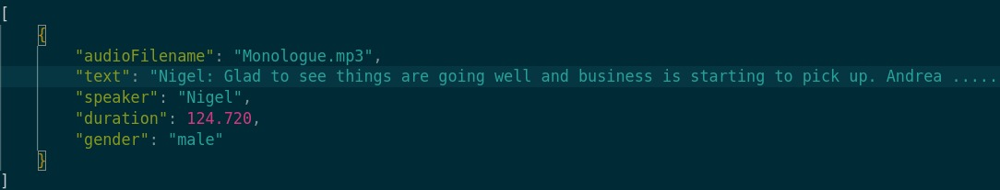 [
    {
        "audioFilename": "Monologue.mp3",
        "text": "Nigel: Glad to see things are going well and business is starting to pick up. Andrea .....
        "speaker": "Nigel",
        "duration": 124.720,
        "gender": "male"
    }
]